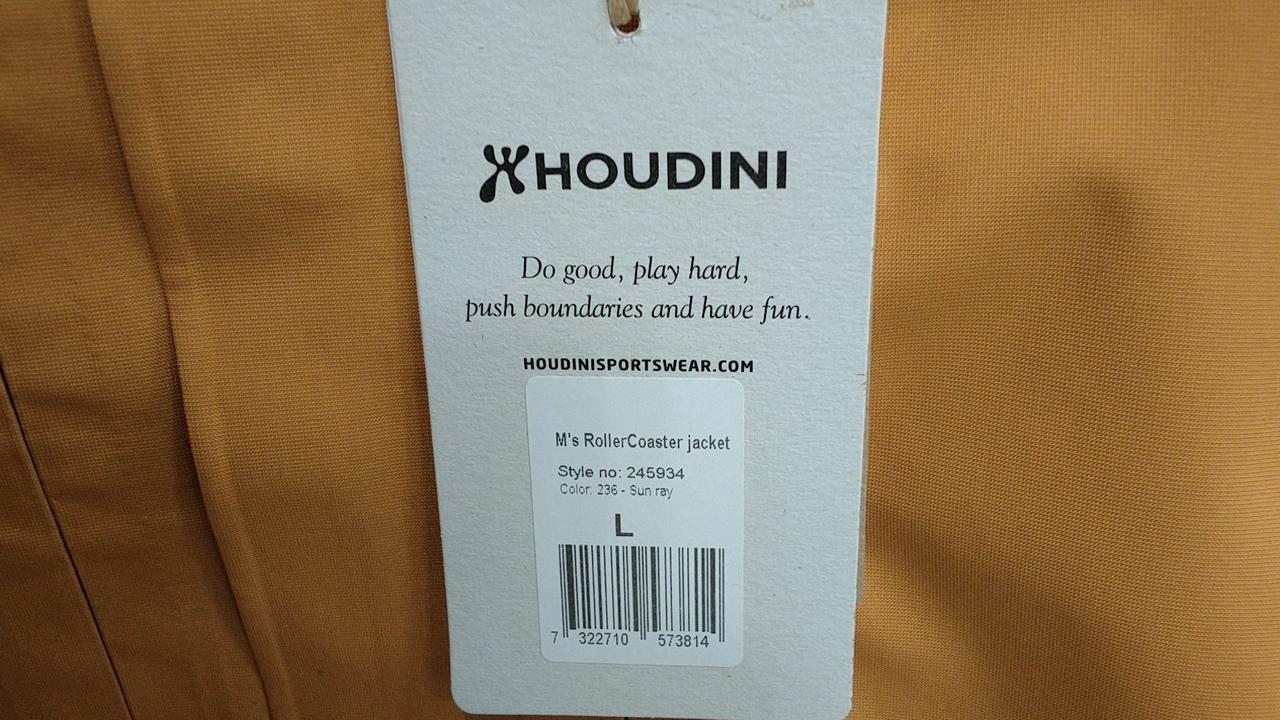 HOUDINI
Do good, play hard,
push boundaries and have fun.
HOUDINISPORTSWEAR.COM
M's RollerCoaster jacket
Style no: 245934
Color: 236 - Sun ray
L
7 322710 573814